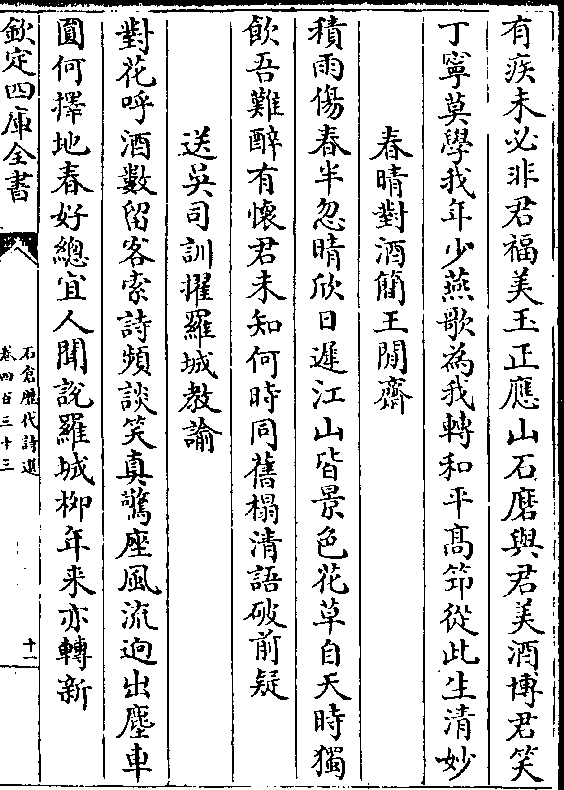 有疾未必非君福美玉正應山石磨與君美酒博君笑
丁寧莫學我年少燕歌為我轉和平髙節從此生清妙
春晴對酒簡王閒齋
積雨傷春半忽晴欣日遲江山皆景色花草自天時獨
飲吾難醉有懷君未知何時同舊榻清語破前疑
送吳司訓擢羅城教諭
對花呼酒數留客索詩頻談笑真驚座風流逈出塵車
圓何擇地春好總宜人聞說羅城柳年来亦轉新
欽定四庫全書
石倉歷代詩選
卷四百三十三
十一